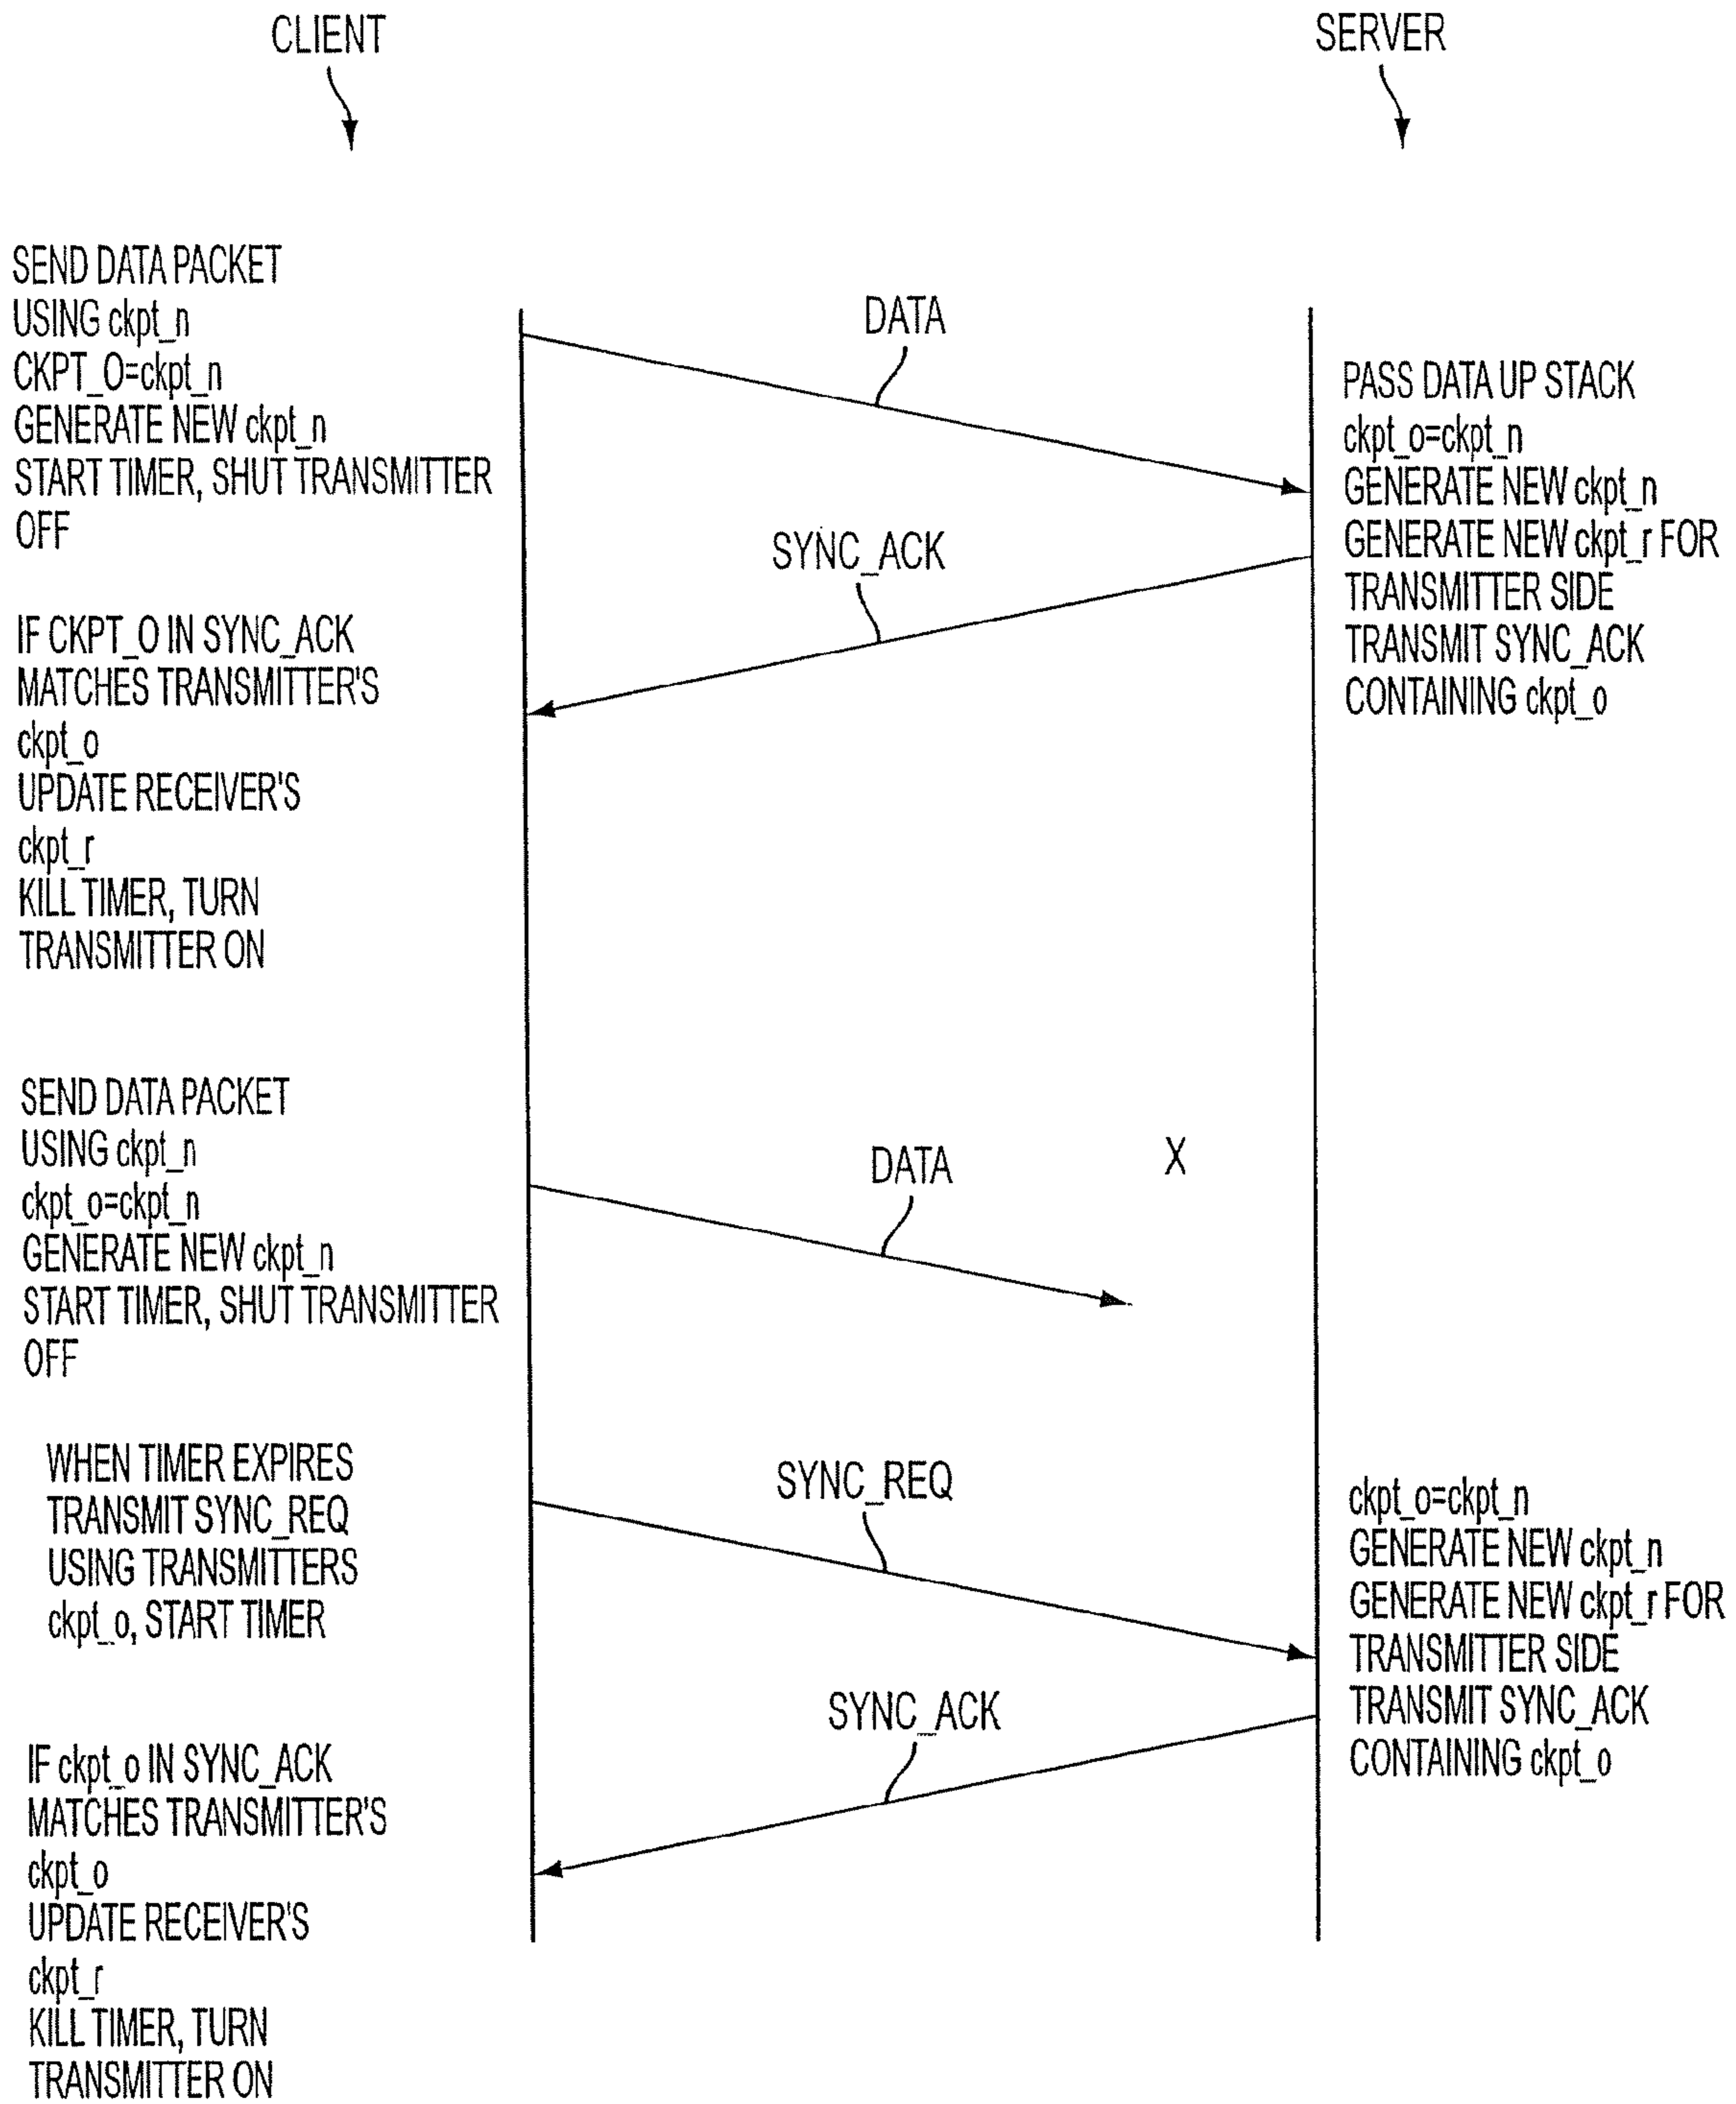 CLIENT
SERVER
SEND DATA PACKET
USING ckpt_n
CKPT_O=ckpt_n
GENERATE NEW ckpt_n
START TIMER, SHUT TRANSMITTER
OFF
DATA
PASS DATA UP STACK
ckpt_o=ckpt_n
GENERATE NEW ckpt_n
GENERATE NEW ckpt_r FOR
TRANSMITTER SIDE
TRANSMIT SYNC_ACK
CONTAINING ckpt_o
SYNC_ACK
IF CKPT_O IN SYNC_ACK
MATCHES TRANSMITTER'S
ckpt_o
UPDATE RECEIVER'S
ckpt_r
KILL TIMER, TURN
TRANSMITTER ON
SEND DATA PACKET
USING ckpt_n
ckpt_o=ckpt_n
GENERATE NEW ckpt_n
START TIMER, SHUT TRANSMITTER
OFF
DATA
X
WHEN TIMER EXPIRES
TRANSMIT SYNC_REQ
USING TRANSMITTERS
ckpt_o, START TIMER
SYNC_REQ
ckpt_o=ckpt_n
GENERATE NEW ckpt_n
GENERATE NEW ckpt_r FOR
TRANSMITTER SIDE
TRANSMIT SYNC_ACK
CONTAINING ckpt_o
SYNC_ACK
IF ckpt_o IN SYNC_ACK
MATCHES TRANSMITTER'S
ckpt_o
UPDATE RECEIVER'S
ckpt_r
KILL TIMER, TURN
TRANSMITTER ON